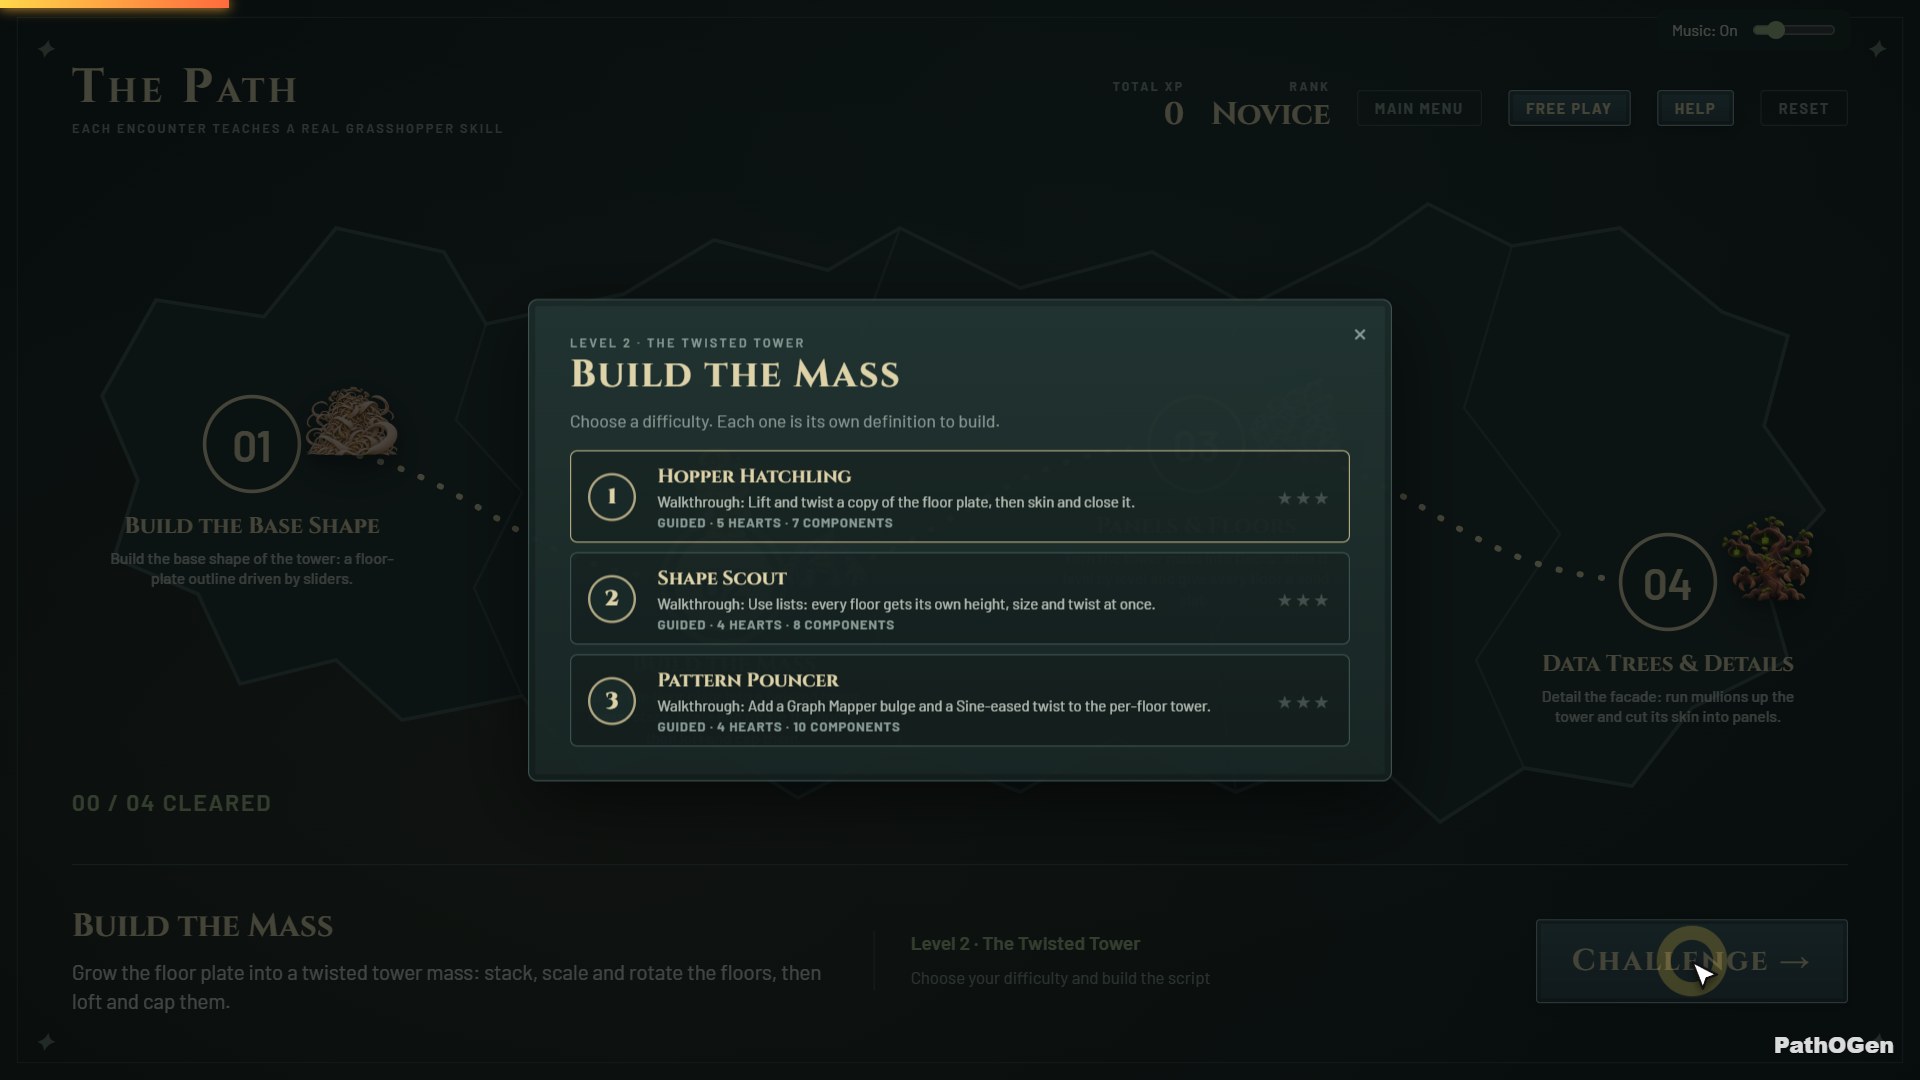 Music: On
The Path
EACH ENCOUNTER TEACHES A REAL GRASSHOPPER SKILL
TOTAL XP
0
RANK
Novice
MAIN MENU
FREE PLAY
HELP
RESET
LEVEL 2 · THE TWISTED TOWER
×
Build the Mass
Choose a difficulty. Each one is its own definition to build.
1
Hopper Hatchling
Walkthrough: Lift and twist a copy of the floor plate, then skin and close it.
GUIDED · 5 HEARTS · 7 COMPONENTS
2
Shape Scout
Walkthrough: Use lists: every floor gets its own height, size and twist at once.
GUIDED · 4 HEARTS · 8 COMPONENTS
3
Pattern Pouncer
Walkthrough: Add a Graph Mapper bulge and a Sine-eased twist to the per-floor tower.
GUIDED · 4 HEARTS · 10 COMPONENTS
01
Build the Base Shape
Build the base shape of the tower: a floor-
plate outline driven by sliders.
03
Panels & Floors
04
Data Trees & Details
Detail the facade: run mullions up the
tower and cut its skin into panels.
00 / 04 CLEARED
Build the Mass
Grow the floor plate into a twisted tower mass: stack, scale and rotate the floors, then
loft and cap them.
Level 2 · The Twisted Tower
Choose your difficulty and build the script
Challenge →
PathOGen